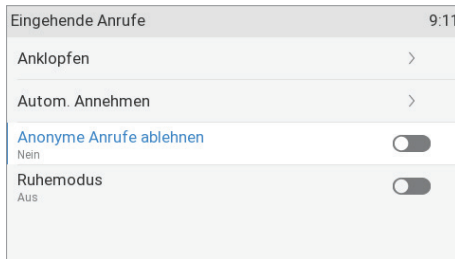 Eingehende Anrufe 9:11
Anklopfen
Autom. Annehmen
Anonyme Anrufe ablehnen
Nein
Ruhemodus
Aus